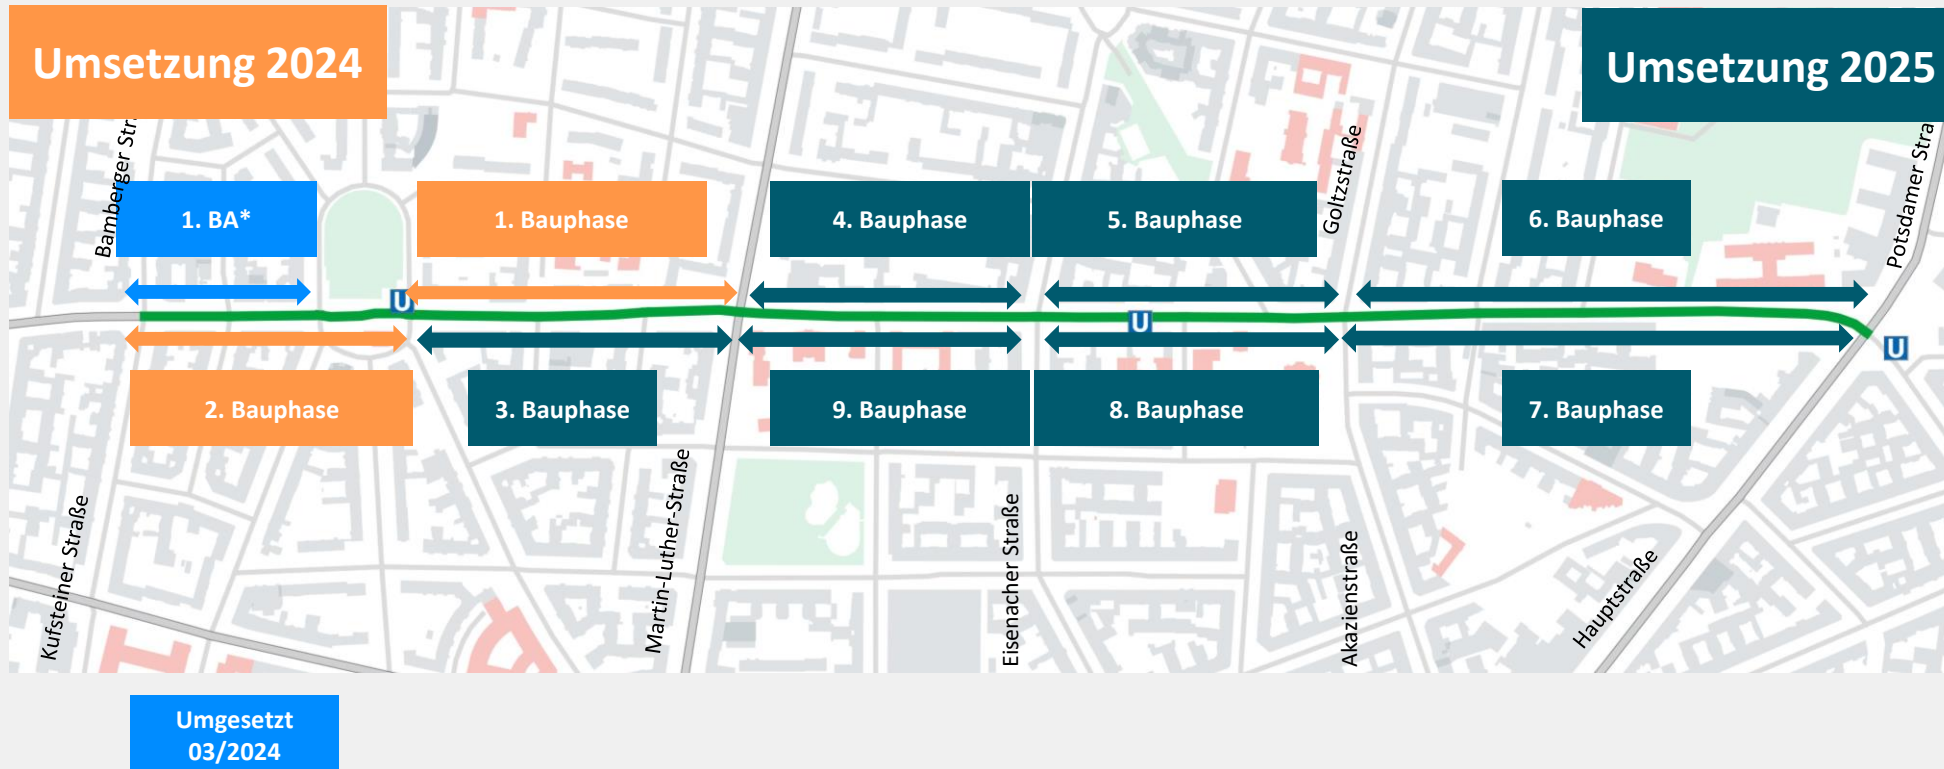 Umsetzung 2024
Umsetzung 2025
Bamberger Str
Goltzstraße
Potsdamer Stra
1. BA*
1. Bauphase
4. Bauphase
5. Bauphase
6. Bauphase
U
U
U
2. Bauphase
3. Bauphase
9. Bauphase
8. Bauphase
7. Bauphase
Kufsteiner Straße
Martin-Luther-Straße
Eisenacher Straße
Akazienstraße
Hauptstraße
Umgesetzt
03/2024